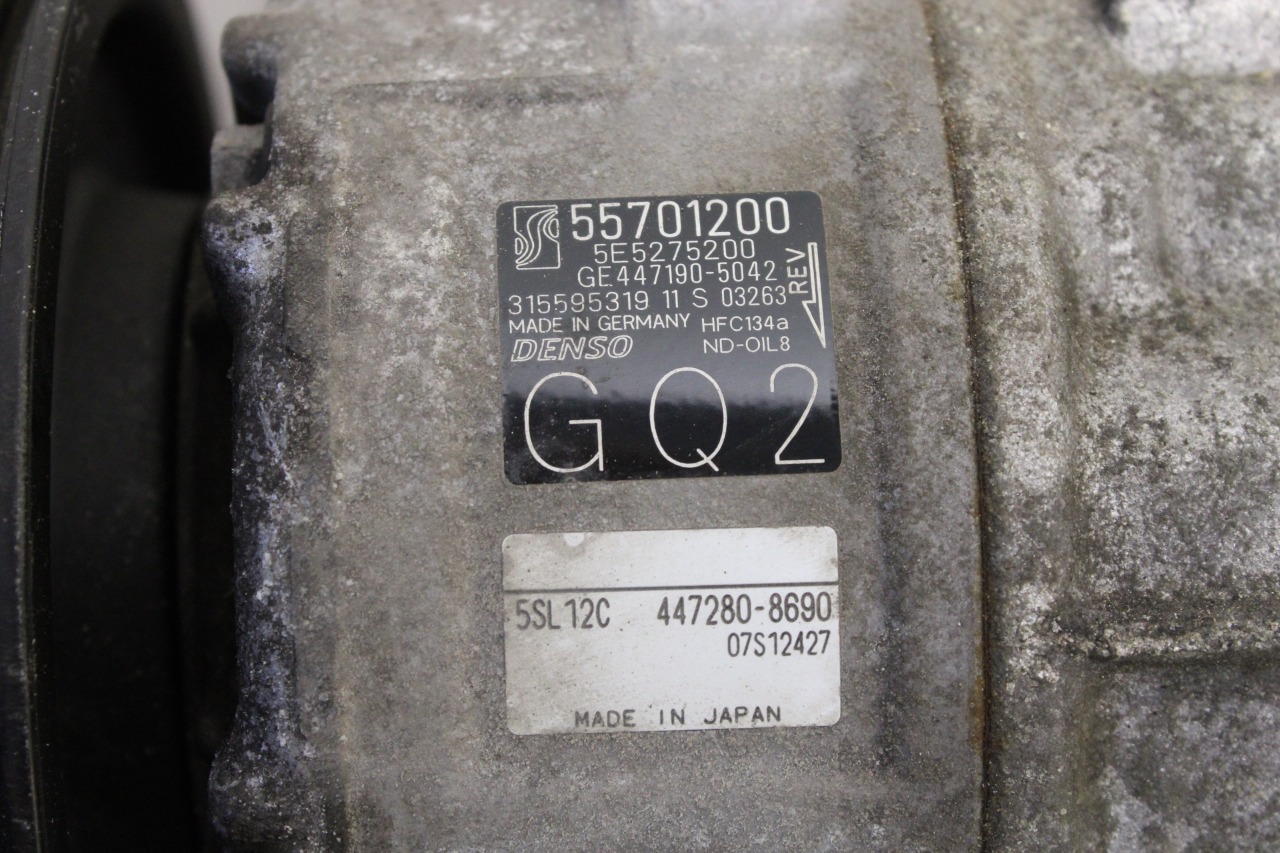 55701200
5E5275200
GE447190-5042
315595319 11 S 03263
REV
MADE IN GERMANY HFC134a
DENSO ND-OIL8
GQ2
5SL12C 447280-8690
07S12427
MADE IN JAPAN